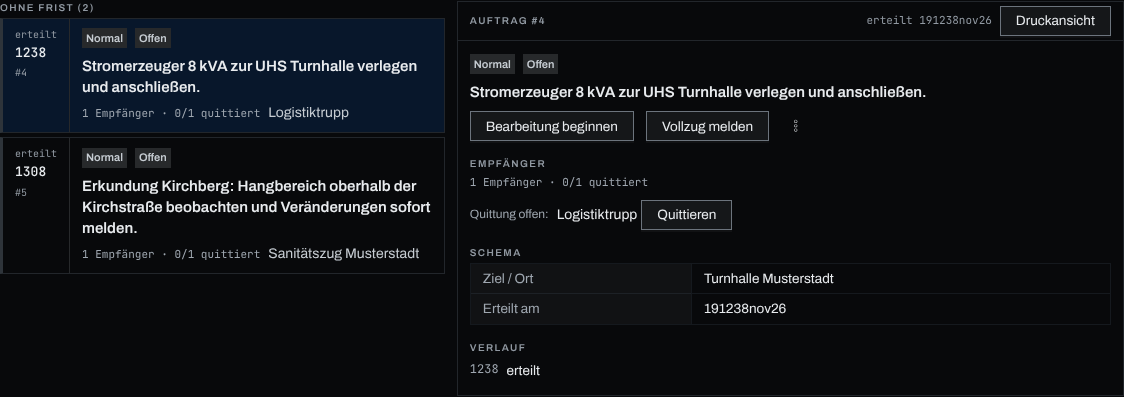 OHNE FRIST (2)
erteilt
1238
#4
Normal Offen
Stromerzeuger 8 kVA zur UHS Turnhalle verlegen
und anschließen.
1 Empfänger · 0/1 quittiert Logistiktrupp
erteilt
1308
#5
Normal Offen
Erkundung Kirchberg: Hangbereich oberhalb der
Kirchstraße beobachten und Veränderungen sofort
melden.
1 Empfänger · 0/1 quittiert Sanitätszug Musterstadt
AUFTRAG #4 erteilt 191238nov26 Druckansicht
Normal Offen
Stromerzeuger 8 kVA zur UHS Turnhalle verlegen und anschließen.
Bearbeitung beginnen Vollzug melden
EMPFÄNGER
1 Empfänger · 0/1 quittiert
Quittung offen: Logistiktrupp Quittieren
SCHEMA
Ziel / Ort Turnhalle Musterstadt
Erteilt am 191238nov26
VERLAUF
1238 erteilt